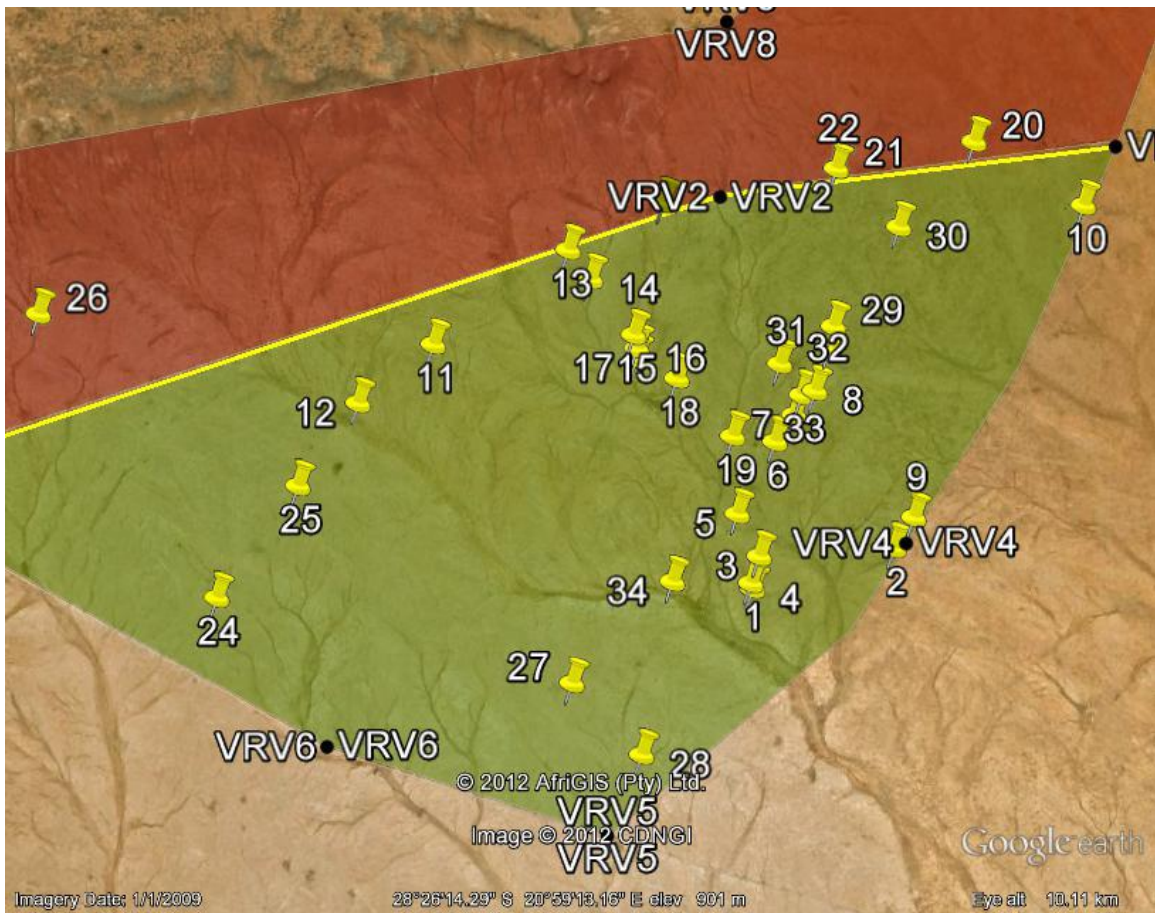 VRV8
22
20
21
VRV2 VRV2
10
30
13
26
14
29
31
32
11
17
15
16
18
8
12
7
33
19
6
25
9
5
VRV4 VRV4
3
2
34
4
1
24
27
VRV6 VRV6
28
© 2012 AfriGIS (Pty) Ltd.
VRV5
Image © 2012 CDNGI
VRV5
Google earth
Imagery Date: 1/1/2009
28°26'14.29" S 20°59'13.16" E elev 901 m
Eye alt 10.11 km